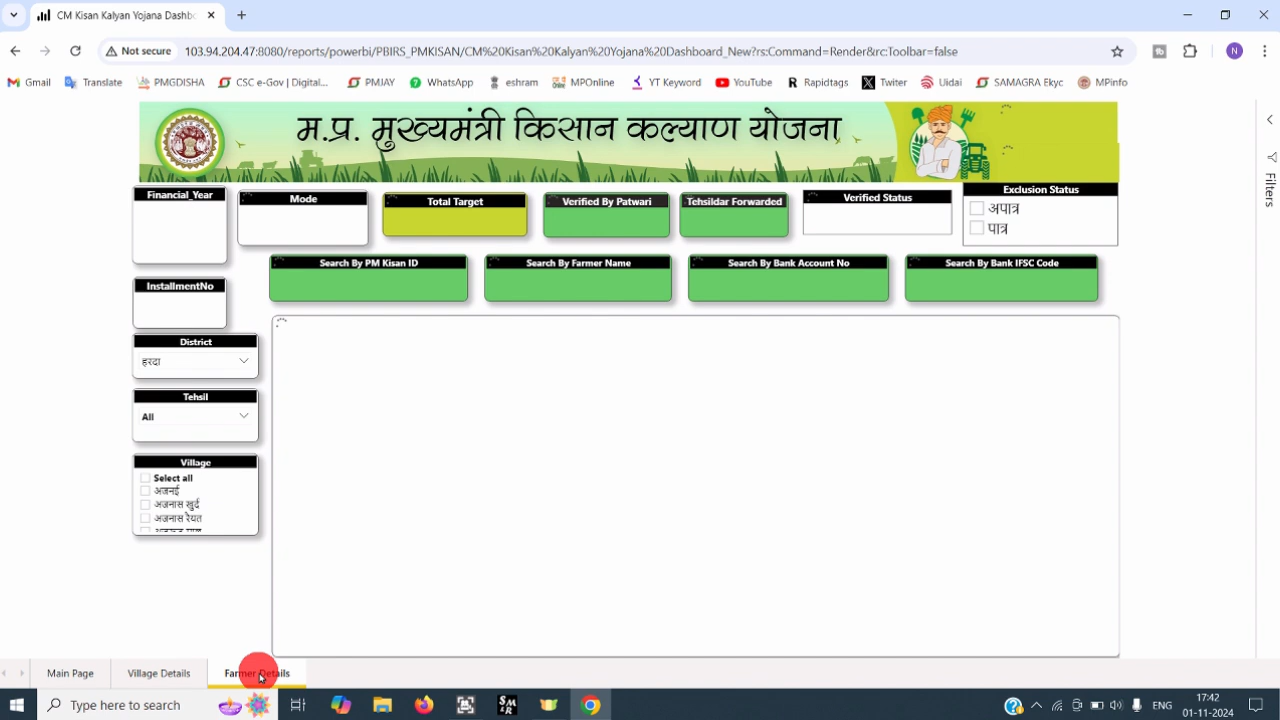 CM Kisan Kalyan Yojana Dashbo
Not secure
103.94.204.47:8080/reports/powerbi/PBIRS_PMKISAN/CM%20Kisan%20Kalyan%20Yojana%20Dashboard_New?rs:Command=Render&rc:Toolbar=false
N
Gmail Translate PMGDISHA CSC e-Gov | Digital... PMJAY WhatsApp eshram MPOnline YT Keyword YouTube Rapidtags Twiter Uidai SAMAGRA Ekyc MPinfo
म.प्र. मुख्यमंत्री किसान कल्याण योजना
Filters
Financial_Year
Mode
Total Target
Verified By Patwari
Tehsildar Forwarded
Verified Status
Exclusion Status
अपात्र
पात्र
Search By PM Kisan ID
Search By Farmer Name
Search By Bank Account No
Search By Bank IFSC Code
InstallmentNo
District
हरदा
Tehsil
All
Village
Select all
अजनई
अजनास खुर्द
अजनास रैयत
Main Page
Village Details
Farmer Details
Type here to search
ENG
17:42
01-11-2024